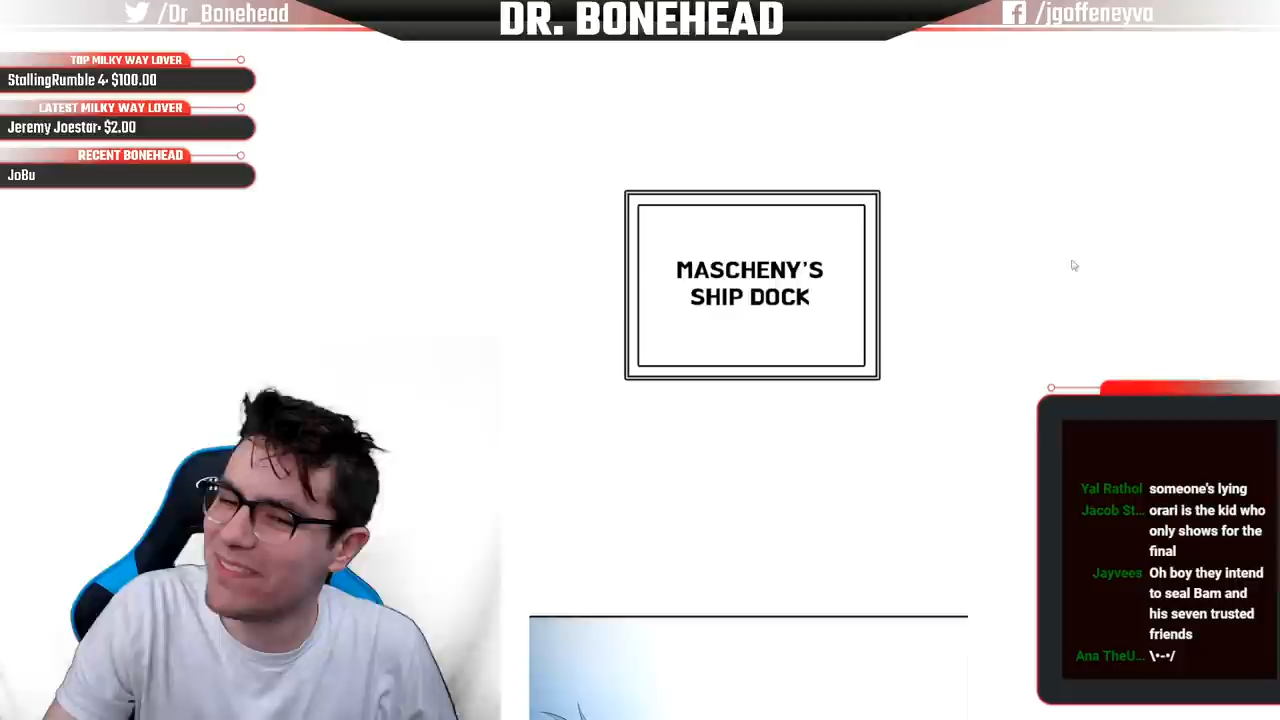 /Dr_Bonehead
DR. BONEHEAD
/jgoffeneyva
TOP MILKY WAY LOVER
StallingRumble 4• $100.00
LATEST MILKY WAY LOVER
Jeremy Joestar• $2.00
RECENT BONEHEAD
JoBu
MASCHENY'S
SHIP DOCK
Yal Rathol someone's lying
Jacob St... orari is the kid who
only shows for the
final
Jayvees Oh boy they intend
to seal Bam and
his seven trusted
friends
Ana TheU... \•-•/